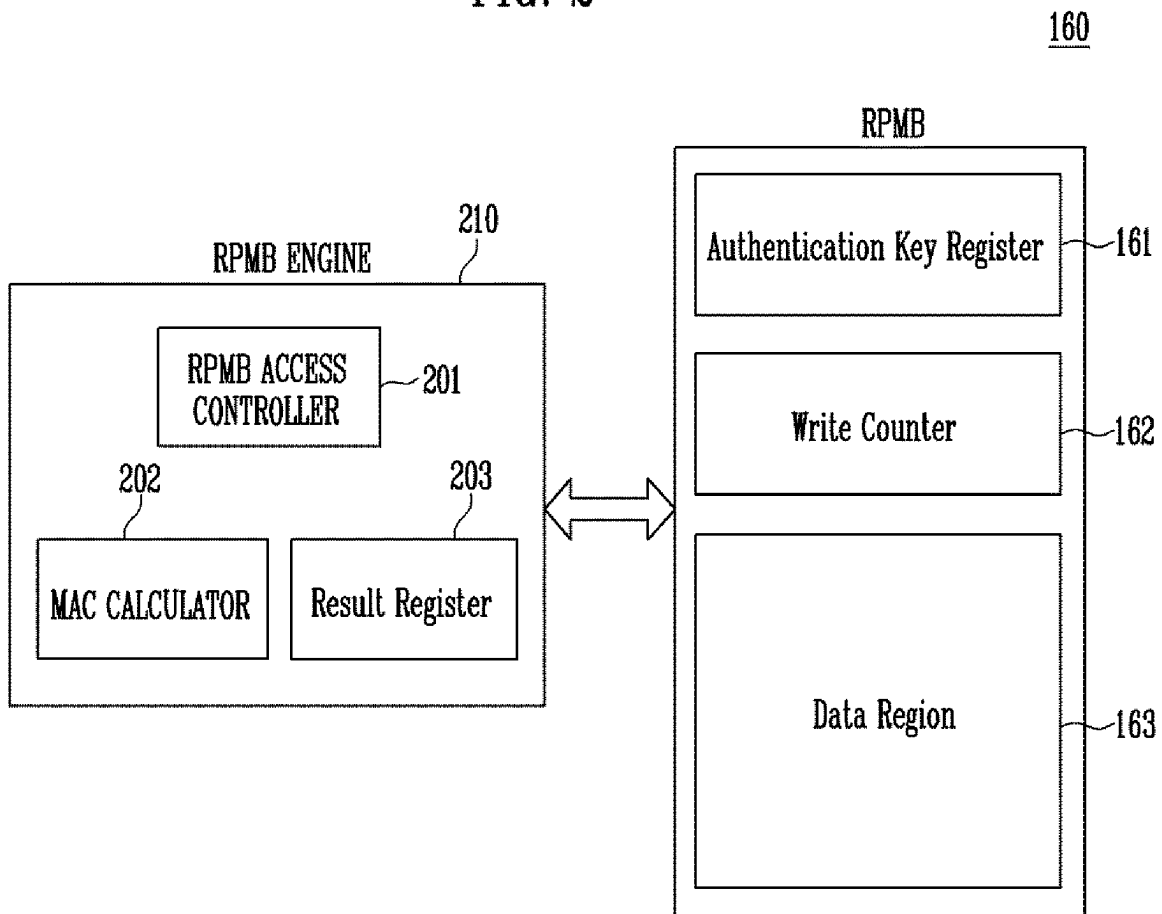 160
RPMB
Authentication Key Register
161
Write Counter
162
Data Region
163
210
RPMB ENGINE
RPMB ACCESS
CONTROLLER
201
202
203
MAC CALCULATOR
Result Register